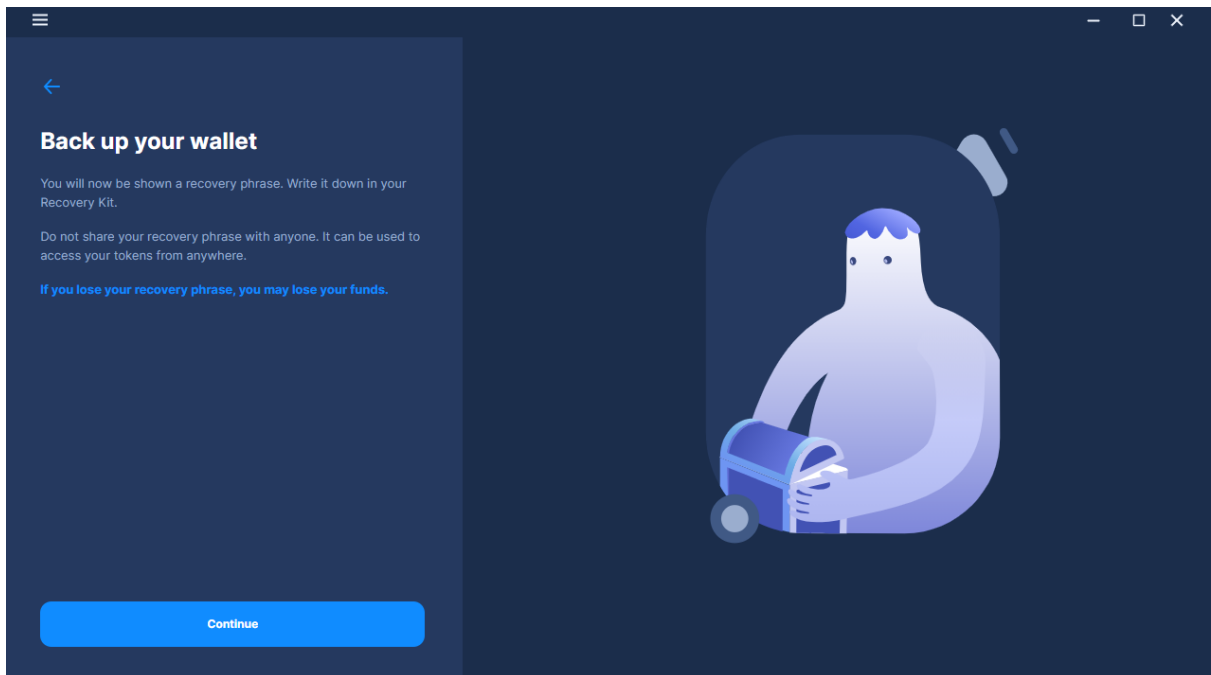 Back up your wallet
You will now be shown a recovery phrase. Write it down in your
Recovery Kit.
Do not share your recovery phrase with anyone. It can be used to
access your tokens from anywhere.
If you lose your recovery phrase, you may lose your funds.
Continue